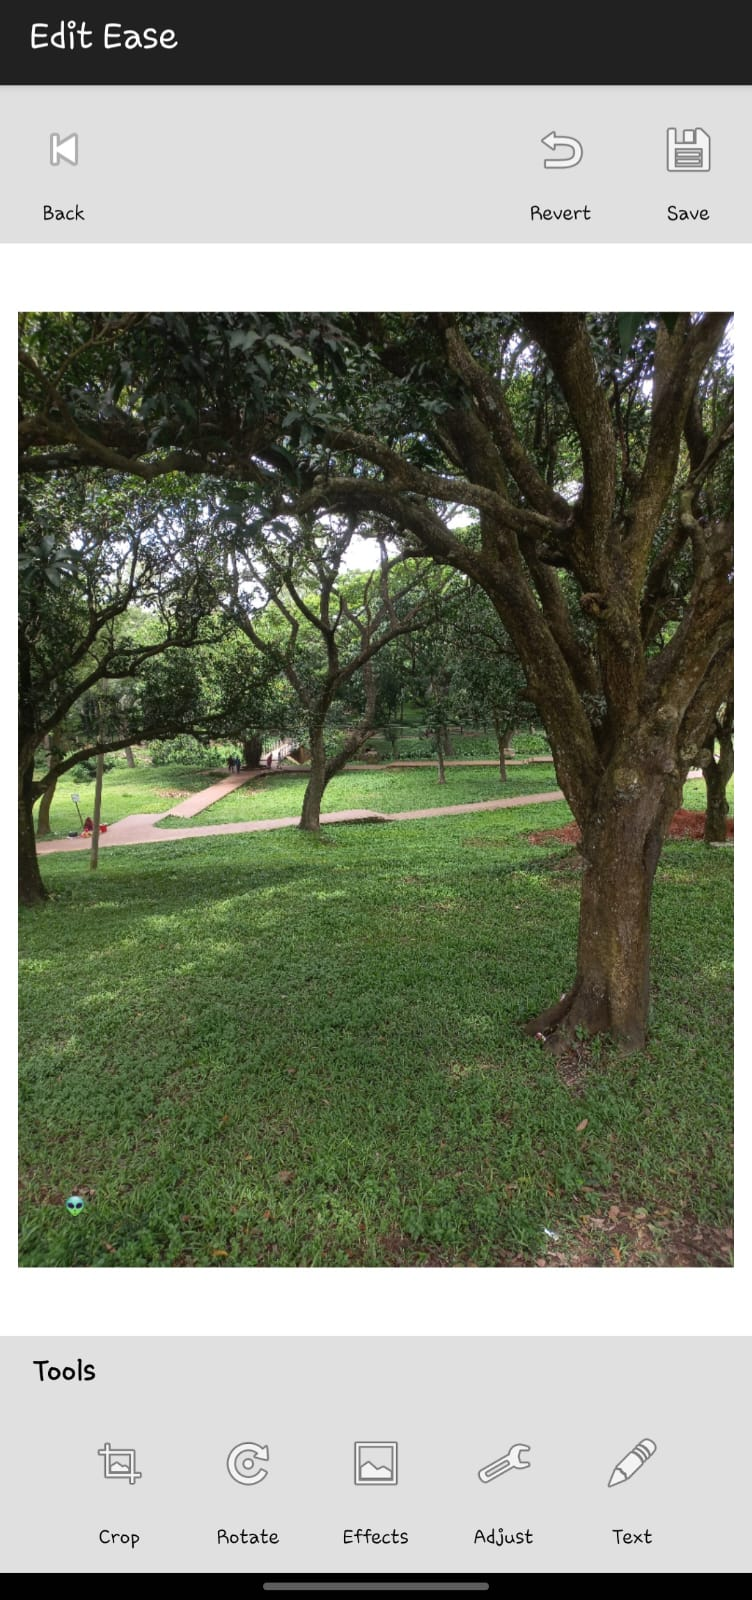 Edit Ease
Back
Revert
Save
Tools
Crop
Rotate
Effects
Adjust
Text